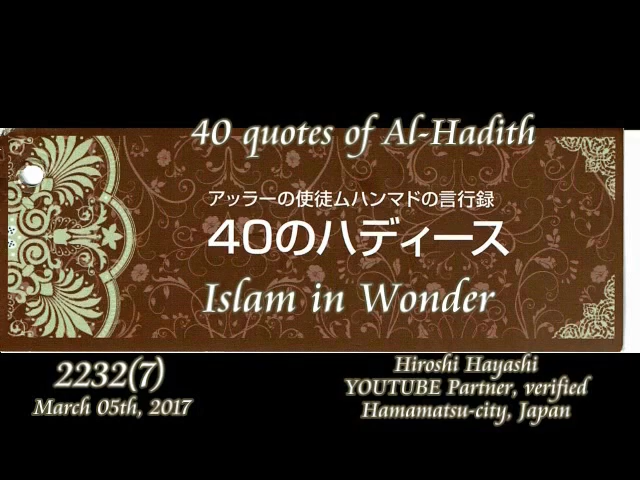 40 quotes of Al-Hadith
アッラーの使徒ムハンマドの言行録
40のハディース
Islam in Wonder
2232(7)
March 05th, 2017
Hiroshi Hayashi
YOUTUBE Partner, verified
Hamamatsu-city, Japan